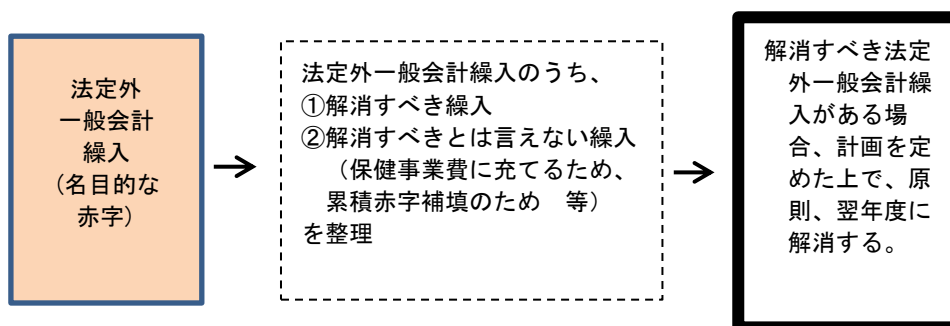 法定外
一般会計
繰入
（名目的な
赤字）
法定外一般会計繰入のうち、
①解消すべき繰入
②解消すべきとは言えない繰入
（保健事業費に充てるため、
累積赤字補填のため　等）
を整理
解消すべき法定
外一般会計繰
入がある場
合、計画を定
めた上で、原
則、翌年度に
解消する。